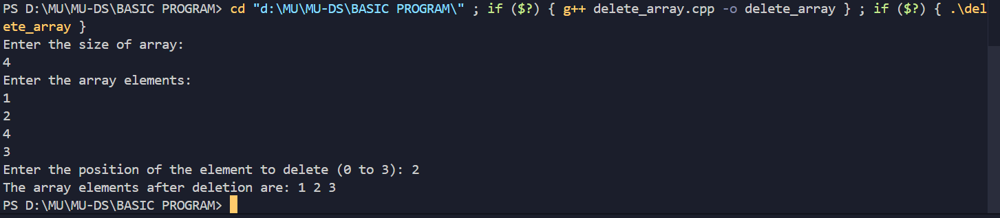 PS D:\MU\MU-DS\BASIC PROGRAM> cd "d:\MU\MU-DS\BASIC PROGRAM\" ; if ($?) { g++ delete_array.cpp -o delete_array } ; if ($?) { .\del
ete_array }
Enter the size of array:
4
Enter the array elements:
1
2
4
3
Enter the position of the element to delete (0 to 3): 2
The array elements after deletion are: 1 2 3
PS D:\MU\MU-DS\BASIC PROGRAM>